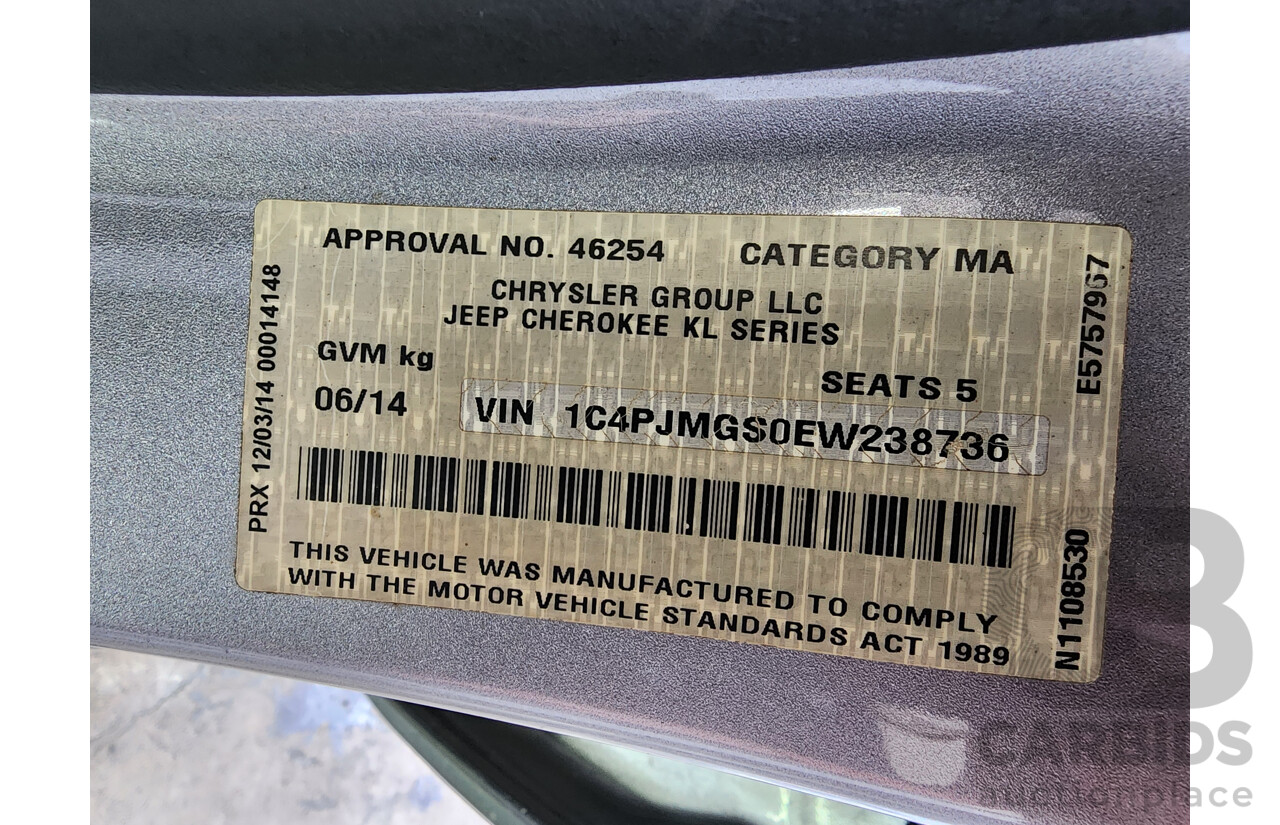 APPROVAL NO. 46254 CATEGORY MA
CHRYSLER GROUP LLC
JEEP CHEROKEE KL SERIES
GVM kg
SEATS 5
06/14 VIN 1C4PJMGS0EW238736
THIS VEHICLE WAS MANUFACTURED TO COMPLY
WITH THE MOTOR VEHICLE STANDARDS ACT 1989
PRX 12/03/14 00014148
E5757967
N1108530
CARBIDS
auctionplace